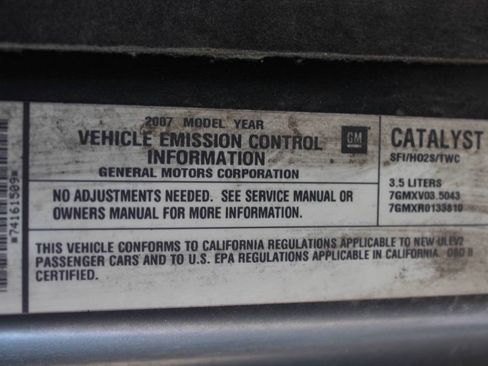 2007 MODEL YEAR
VEHICLE EMISSION CONTROL
INFORMATION
GENERAL MOTORS CORPORATION
GM
NO ADJUSTMENTS NEEDED. SEE SERVICE MANUAL OR
OWNERS MANUAL FOR MORE INFORMATION.
CATALYST
SFI/HO2S/TWC
3.5 LITERS
7GMXV03.5043
7GMXR0133810
THIS VEHICLE CONFORMS TO CALIFORNIA REGULATIONS APPLICABLE TO NEW ULEV2
PASSENGER CARS AND TO U.S. EPA REGULATIONS APPLICABLE IN CALIFORNIA. OBD II
CERTIFIED.
*74161509*